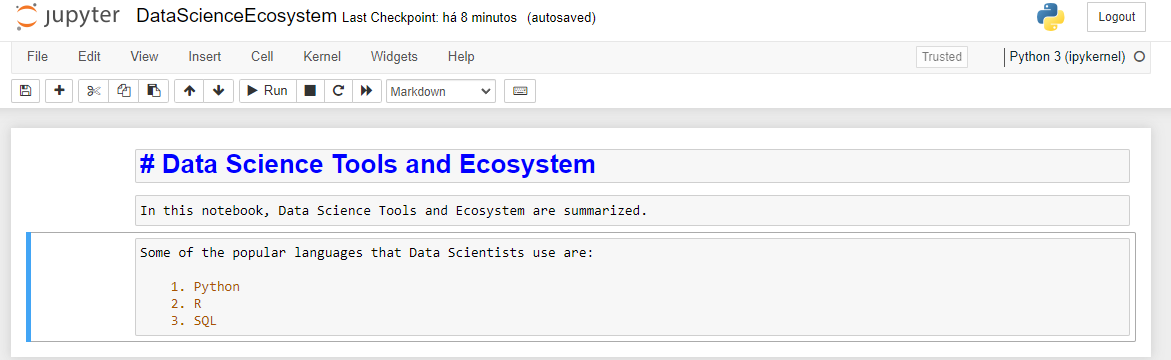 jupyter DataScienceEcosystem Last Checkpoint: há 8 minutos (autosaved) Logout
File Edit View Insert Cell Kernel Widgets Help Trusted Python 3 (ipykernel)
Run Markdown
# Data Science Tools and Ecosystem
In this notebook, Data Science Tools and Ecosystem are summarized.
Some of the popular languages that Data Scientists use are:
1. Python
2. R
3. SQL